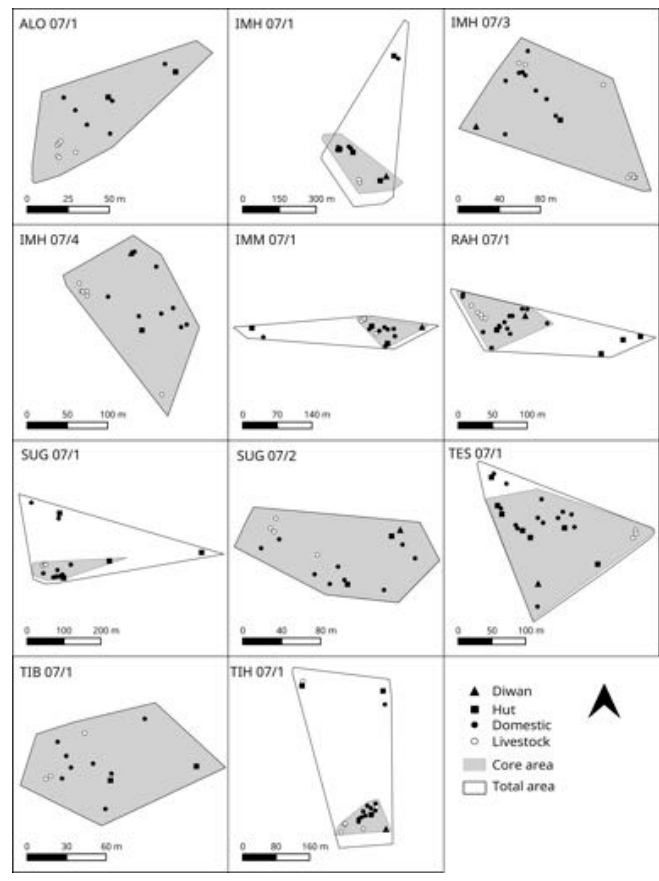 ALO 07/1
0 25 50 m
IMH 07/1
0 150 300 m
IMH 07/3
0 40 80 m
IMH 07/4
0 50 100 m
IMM 07/1
0 70 140 m
RAH 07/1
0 50 100 m
SUG 07/1
0 100 200 m
SUG 07/2
0 40 80 m
TES 07/1
0 50 100 m
TIB 07/1
0 30 60 m
TIH 07/1
0 80 160 m
Diwan
Hut
Domestic
Livestock
Core area
Total area